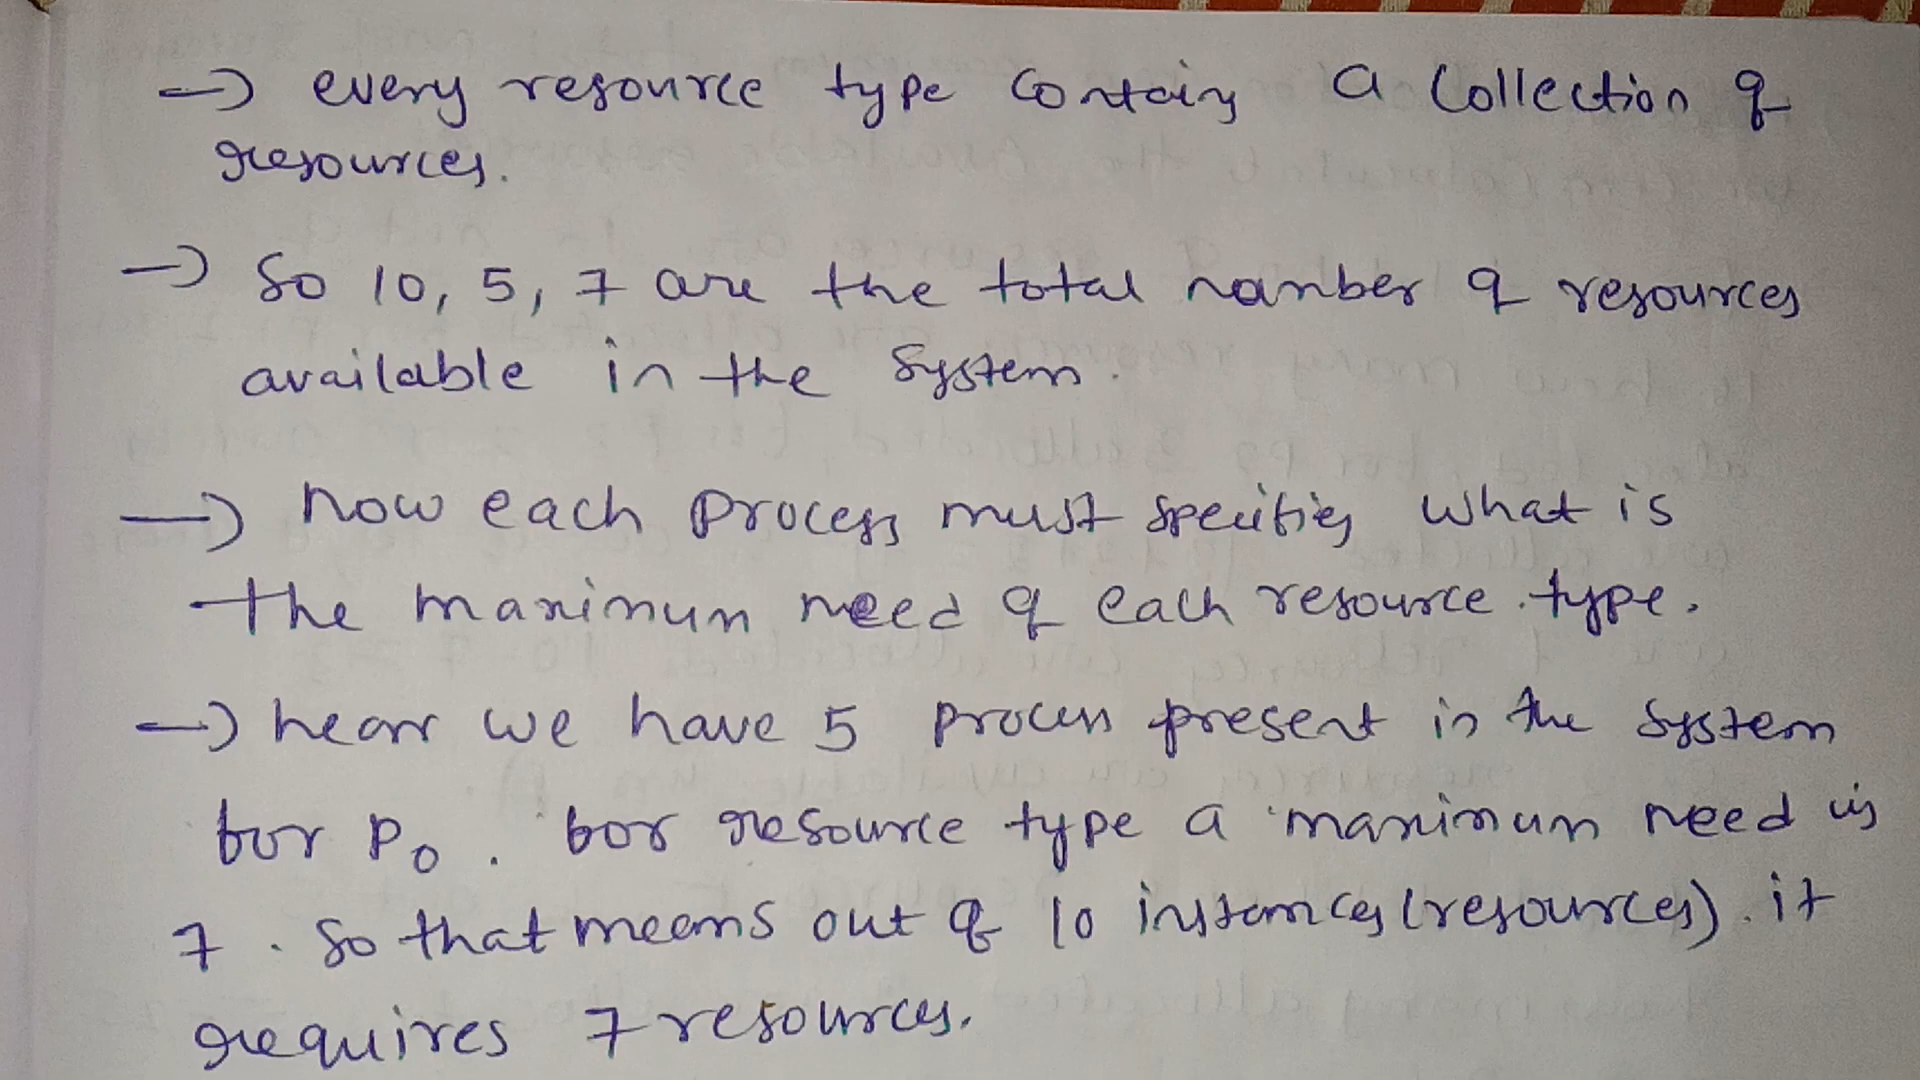 → every resource type contains a collection of
resources.
→ So 10, 5, 7 are the total number of resources
available in the system.
→ now each process must specifies what is
the maximum need of each resource type.
→ hear we have 5 process present in the system
for P0. for resource type a maximum need is
7. So that means out of 10 instances (resources). it
requires 7 resources.